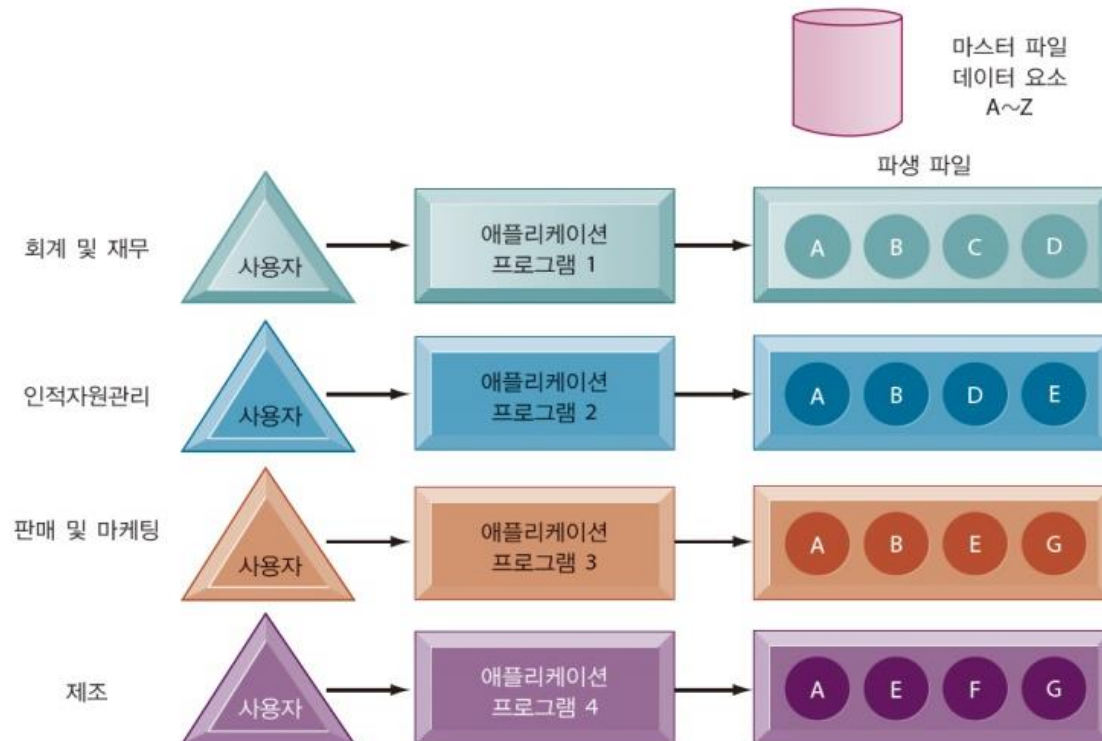 마스터 파일
데이터 요소
A~Z
파생 파일
회계 및 재무
사용자
애플리케이션
프로그램 1
A B C D
인적자원관리
사용자
애플리케이션
프로그램 2
A B D E
판매 및 마케팅
사용자
애플리케이션
프로그램 3
A B E G
제조
사용자
애플리케이션
프로그램 4
A E F G